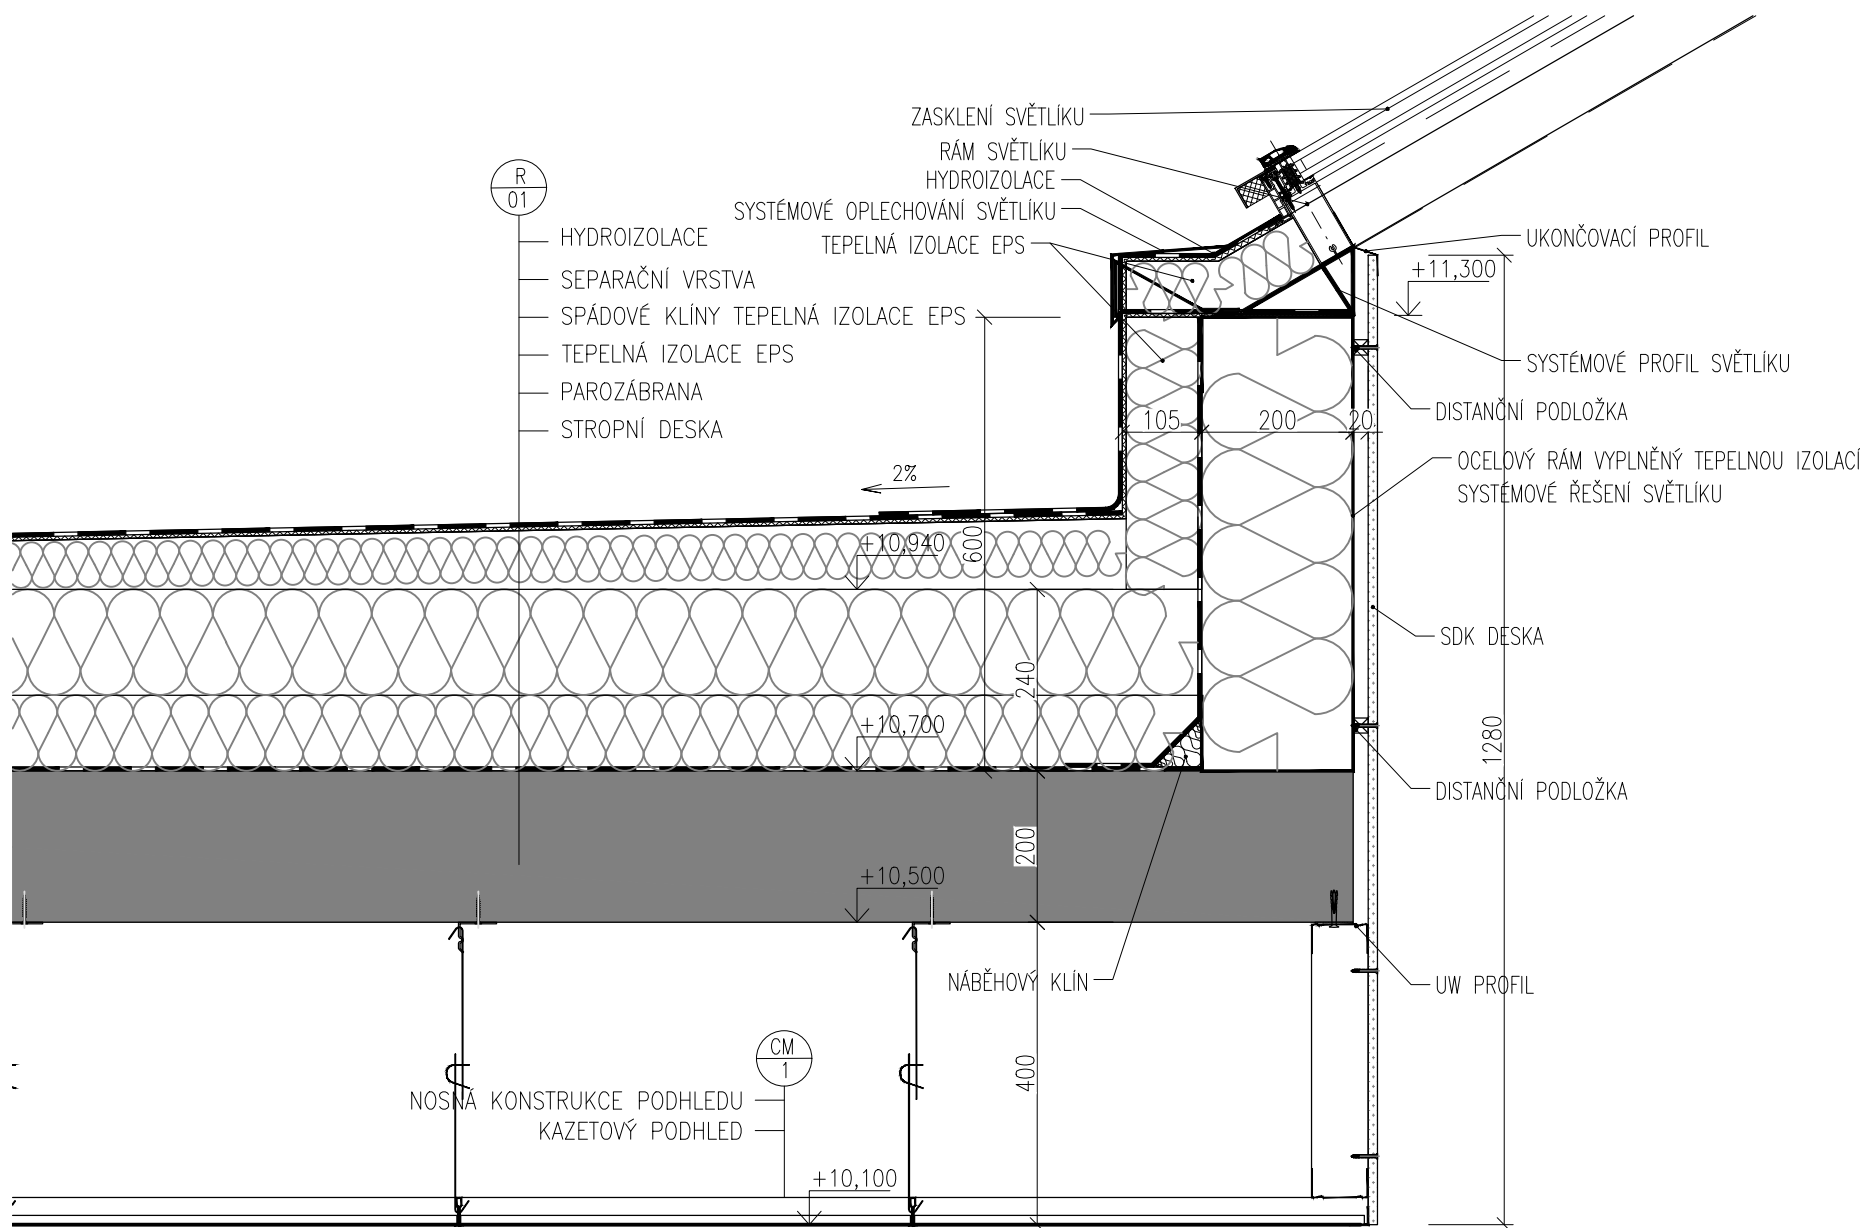 ZASKLENÍ SVĚTLÍKU
RÁM SVĚTLÍKU
HYDROIZOLACE
SYSTÉMOVÉ OPLECHOVÁNÍ SVĚTLÍKU
TEPELNÁ IZOLACE EPS
R
01
HYDROIZOLACE
SEPARAČNÍ VRSTVA
SPÁDOVÉ KLÍNY TEPELNÁ IZOLACE EPS
TEPELNÁ IZOLACE EPS
PAROZÁBRANA
STROPNÍ DESKA
UKONČOVACÍ PROFIL
+11,300
SYSTÉMOVÉ PROFIL SVĚTLÍKU
DISTANČNÍ PODLOŽKA
105
200
20
OCELOVÝ RÁM VYPLNĚNÝ TEPELNOU IZOLACÍ
SYSTÉMOVÉ ŘEŠENÍ SVĚTLÍKU
2%
+10,940
600
SDK DESKA
240
+10,700
1280
DISTANČNÍ PODLOŽKA
200
+10,500
NÁBĚHOVÝ KLÍN
UW PROFIL
400
CM
1
NOSNÁ KONSTRUKCE PODHLEDU
KAZETOVÝ PODHLED
+10,100